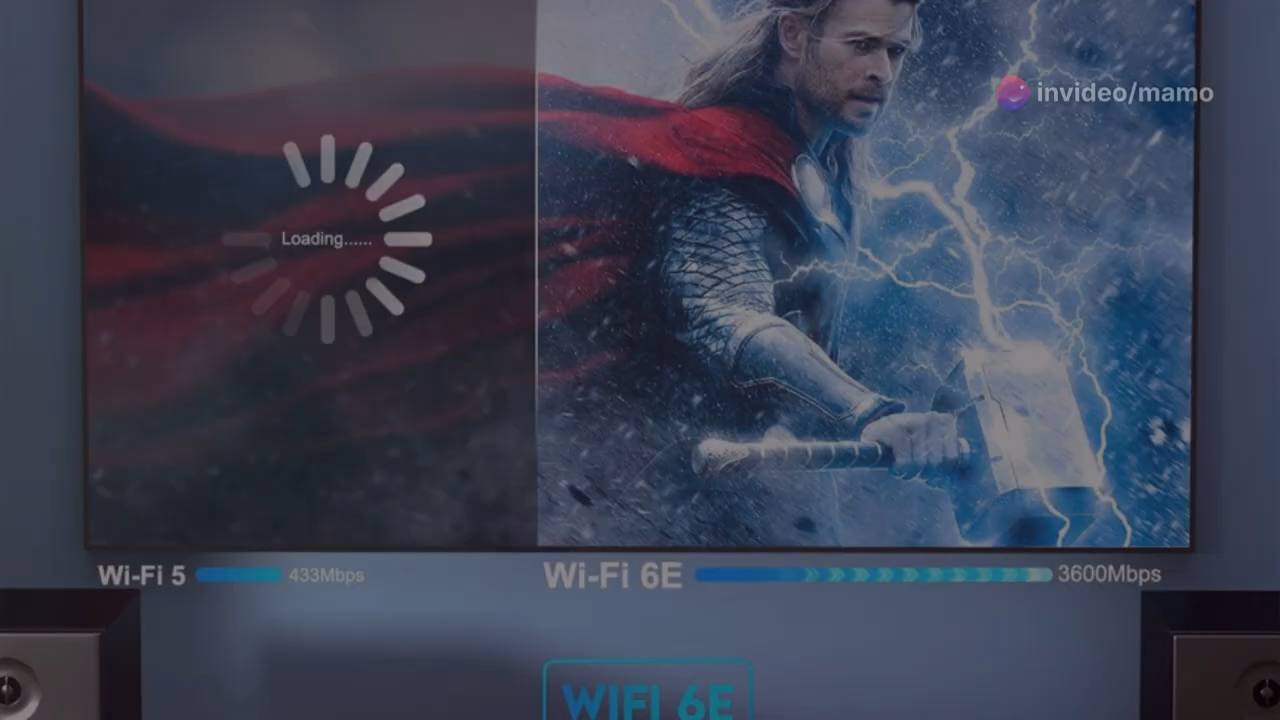 invideo/mamo
Loading......
Wi-Fi 5 433Mbps
Wi-Fi 6E 3600Mbps
WIFI 6E